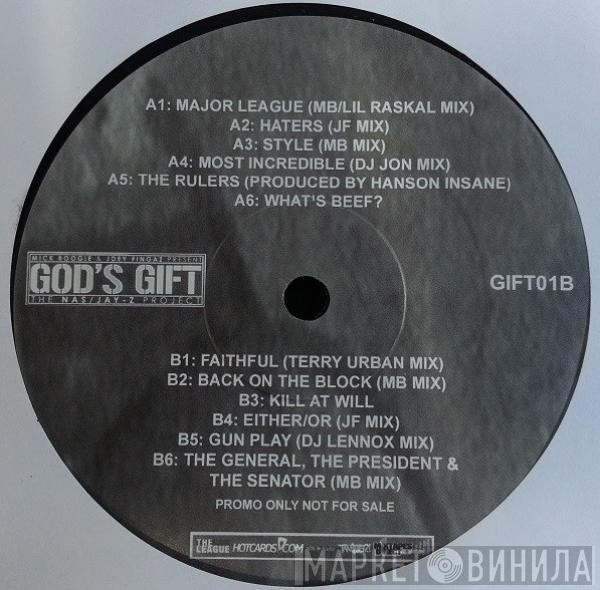 A1: MAJOR LEAGUE (MB/LIL RASKAL MIX)
A2: HATERS (JF MIX)
A3: STYLE (MB MIX)
A4: MOST INCREDIBLE (DJ JON MIX)
A5: THE RULERS (PRODUCED BY HANSON INSANE)
A6: WHAT'S BEEF?
MICK BOOGIE & JOEY FINGAZ PRESENT
GOD'S GIFT
THE NAS/JAY-Z PROJECT
GIFT01B
B1: FAITHFUL (TERRY URBAN MIX)
B2: BACK ON THE BLOCK (MB MIX)
B3: KILL AT WILL
B4: EITHER/OR (JF MIX)
B5: GUN PLAY (DJ LENNOX MIX)
B6: THE GENERAL, THE PRESIDENT &
THE SENATOR (MB MIX)
PROMO ONLY NOT FOR SALE
THE LEAGUE HOTCARDS.COM
МАРКЕТ ВИНИЛА